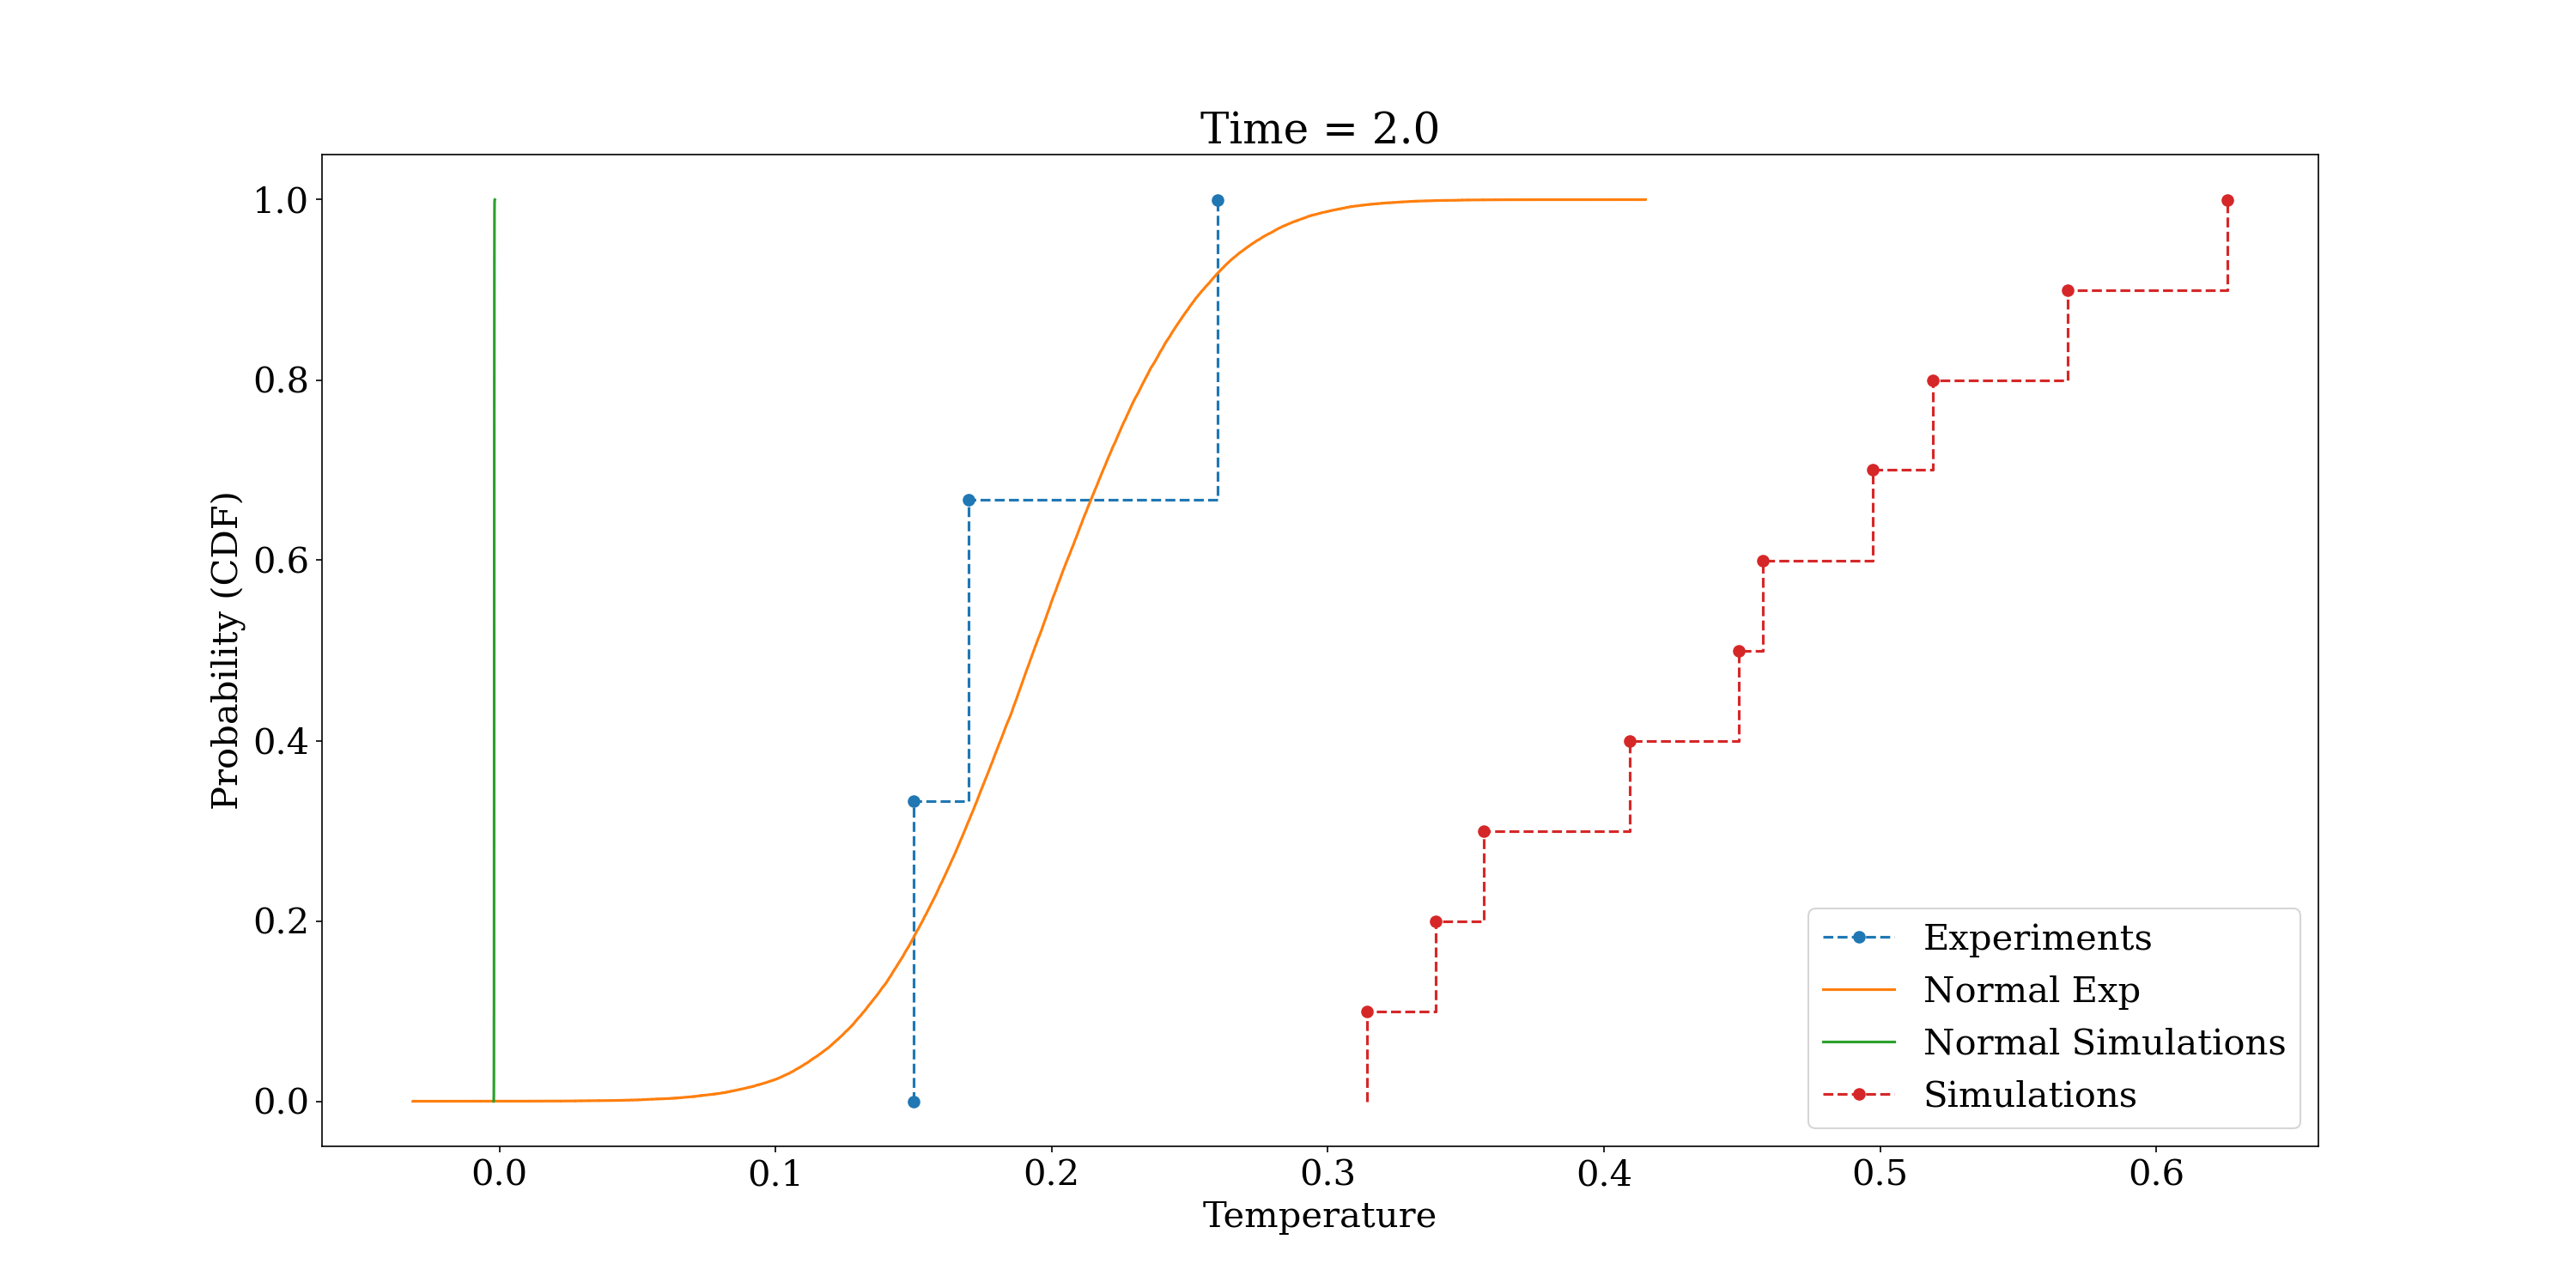 Time = 2.0
Probability (CDF)
1.0
0.8
0.6
0.4
0.2
0.0
0.0 0.1 0.2 0.3 0.4 0.5 0.6
Temperature
Experiments
Normal Exp
Normal Simulations
Simulations